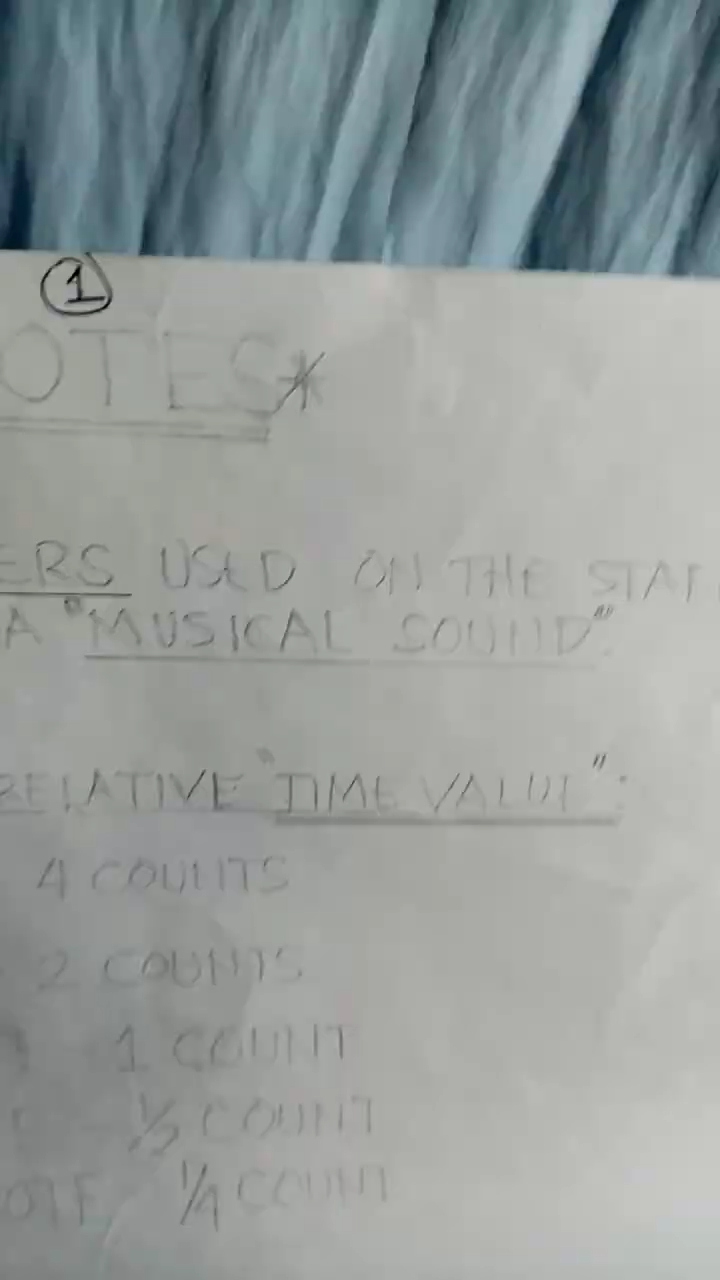 1
OTES*
ERS USED ON THE STAF
A "MUSICAL SOUND".
RELATIVE "TIME VALUE":
4 COUNTS
2 COUNTS
1 COUNT
1/2 COUNT
OTE 1/4 COUNT